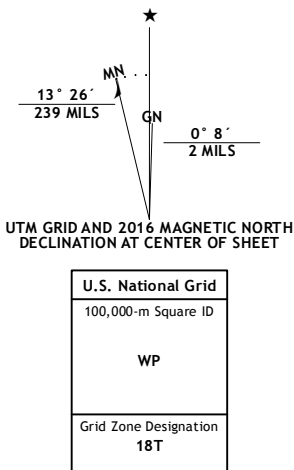 ★
MN
GN
13° 26´
239 MILS
0° 8´
2 MILS
UTM GRID AND 2016 MAGNETIC NORTH
DECLINATION AT CENTER OF SHEET
U.S. National Grid
100,000-m Square ID
WP
Grid Zone Designation
18T